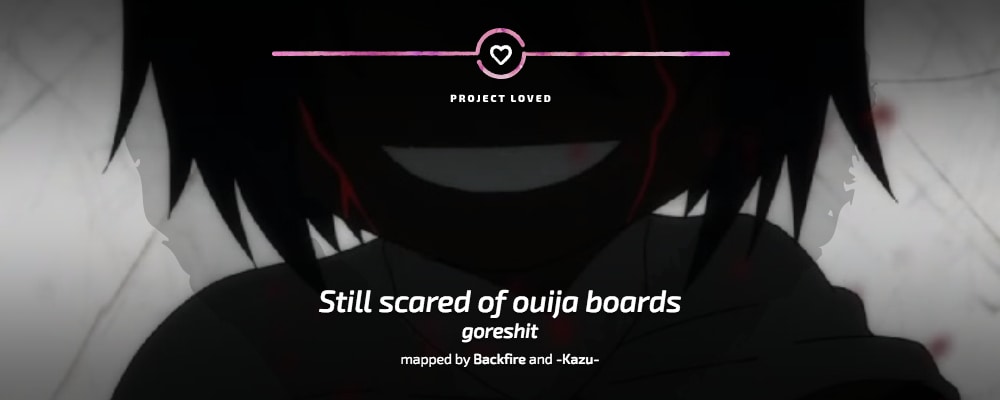 PROJECT LOVED
Still scared of ouija boards
goreshit
mapped by Backfire and -Kazu-